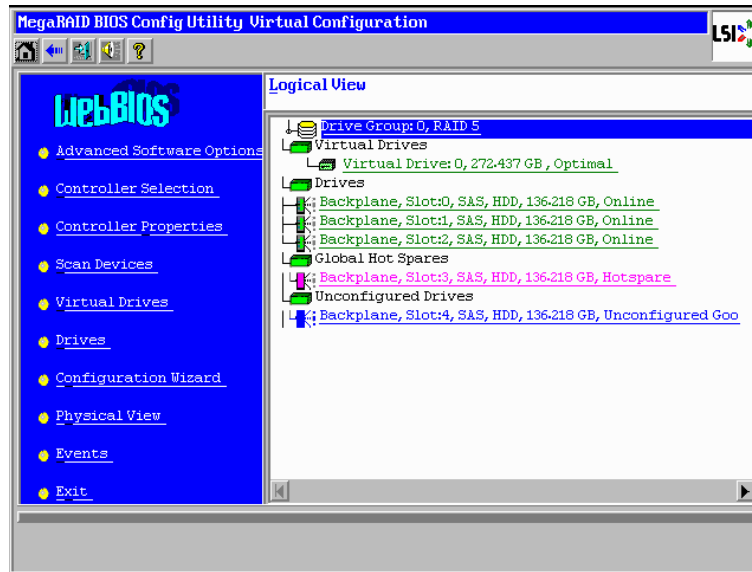 MegaRAID BIOS Config Utility Virtual Configuration
LSI
?
WebBIOS
Logical View
Advanced Software Options
Controller Selection
Controller Properties
Scan Devices
Virtual Drives
Drives
Configuration Wizard
Physical View
Events
Exit
Drive Group: 0, RAID 5
Virtual Drives
Virtual Drive: 0, 272.437 GB , Optimal
Drives
Backplane, Slot:0, SAS, HDD, 136.218 GB, Online
Backplane, Slot:1, SAS, HDD, 136.218 GB, Online
Backplane, Slot:2, SAS, HDD, 136.218 GB, Online
Global Hot Spares
Backplane, Slot:3, SAS, HDD, 136.218 GB, Hotspare
Unconfigured Drives
Backplane, Slot:4, SAS, HDD, 136.218 GB, Unconfigured Goo